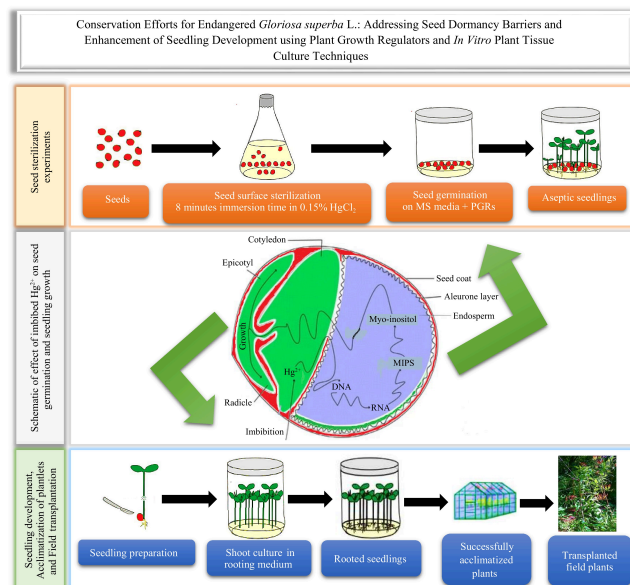 Conservation Efforts for Endangered Gloriosa superba L.: Addressing Seed Dormancy Barriers and
Enhancement of Seedling Development using Plant Growth Regulators and In Vitro Plant Tissue
Culture Techniques
Seed sterilization
experiments
Seeds
Seed surface sterilization
8 minutes immersion time in 0.15% HgCl₂
Seed germination
on MS media + PGRs
Aseptic seedlings
Schematic of effect of imbibed Hg²⁺ on seed
germination and seedling growth
Cotyledon
Epicotyl
Growth
Hg²⁺
Radicle
Imbibition
Seed coat
Aleurone layer
Endosperm
Myo-inositol
MIPS
DNA
RNA
Seedling development,
Acclimatization of plantlets
and Field transplantation
Seedling preparation
Shoot culture in
rooting medium
Rooted seedlings
Successfully
acclimatized
plants
Transplanted
field plants